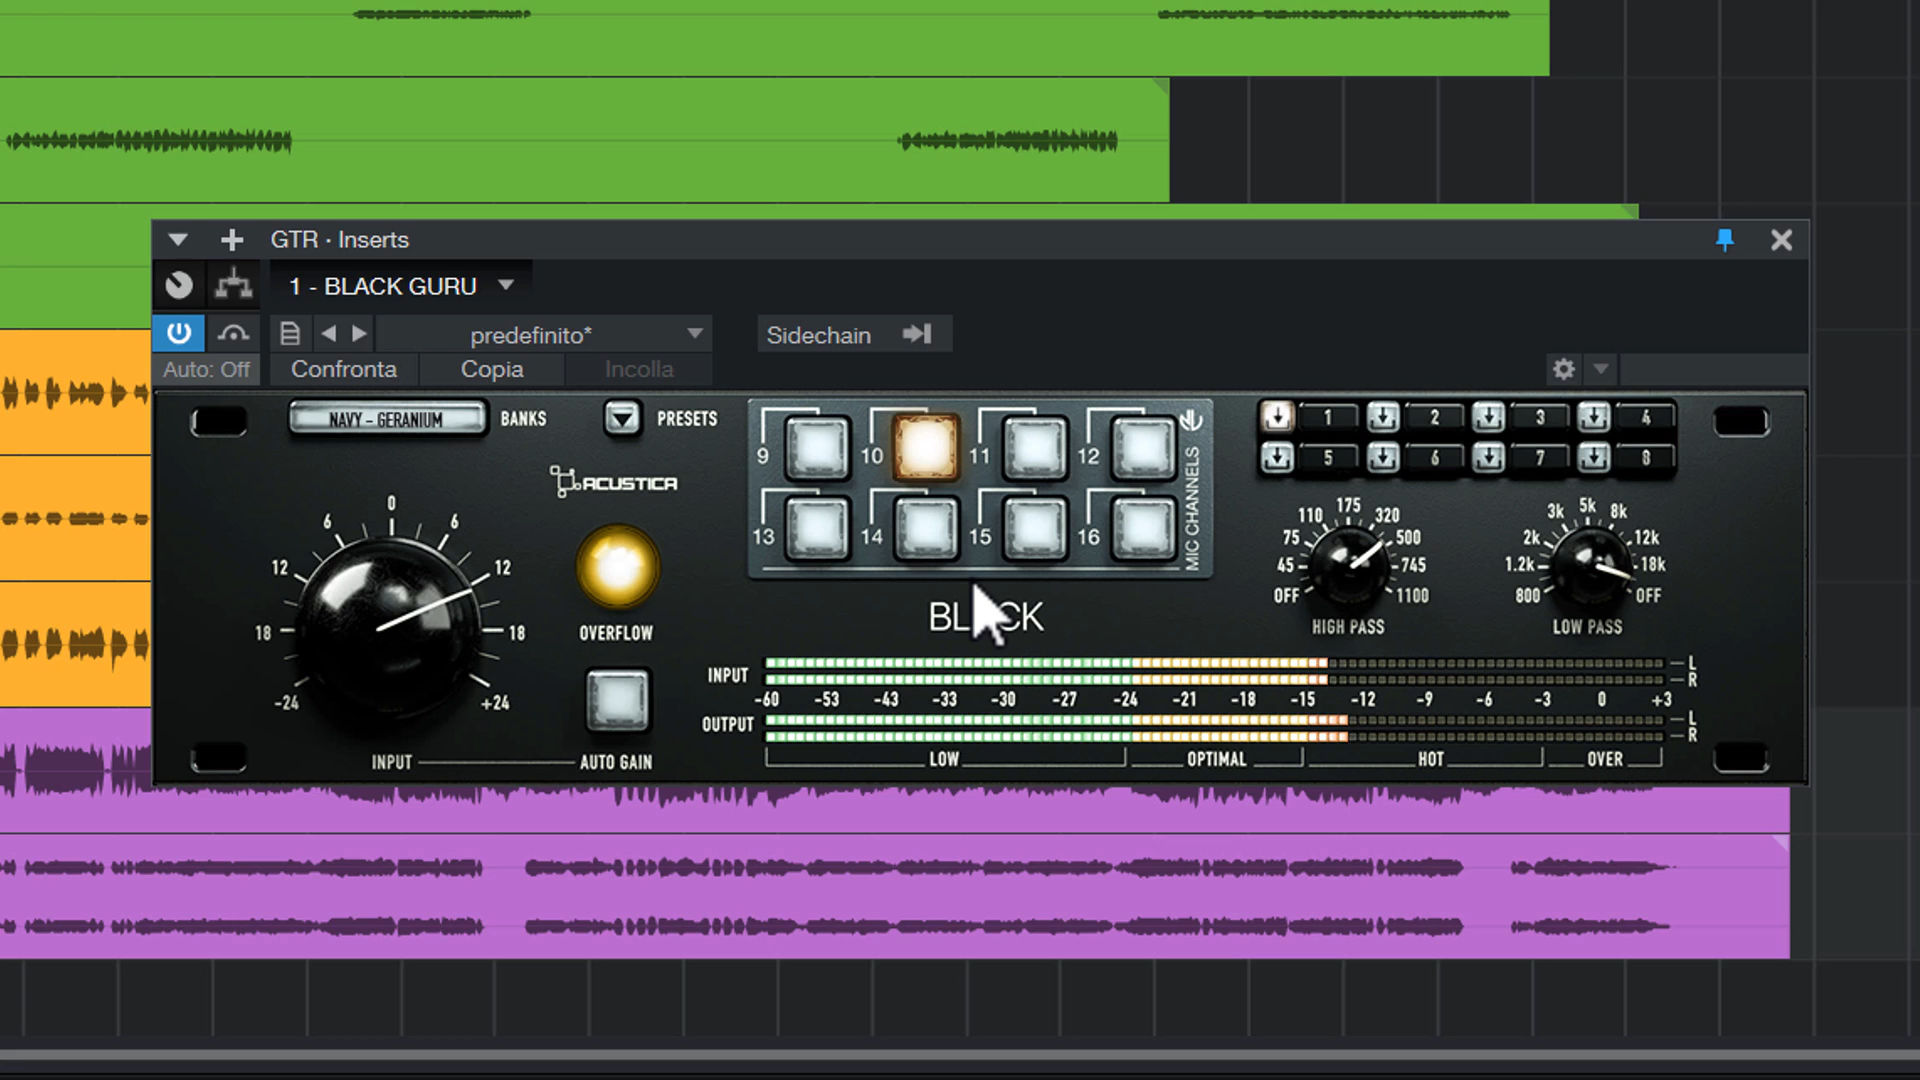 GTR · Inserts
1 - BLACK GURU
predefinito*
Sidechain
Auto: Off
Confronta
Copia
Incolla
NAVY - GERANIUM
BANKS
PRESETS
ACUSTICA
0
6 6
12 12
18 18
-24 +24
INPUT
OVERFLOW
AUTO GAIN
9 10 11 12
13 14 15 16
MIC CHANNELS
1 2 3 4
5 6 7 8
OFF 45 75 110 175 320 500 745 1100
HIGH PASS
800 1.2k 2k 3k 5k 8k 12k 18k OFF
LOW PASS
BLACK
INPUT
L
R
-60 -53 -43 -33 -30 -27 -24 -21 -18 -15 -12 -9 -6 -3 0 +3
OUTPUT
L
R
LOW OPTIMAL HOT OVER